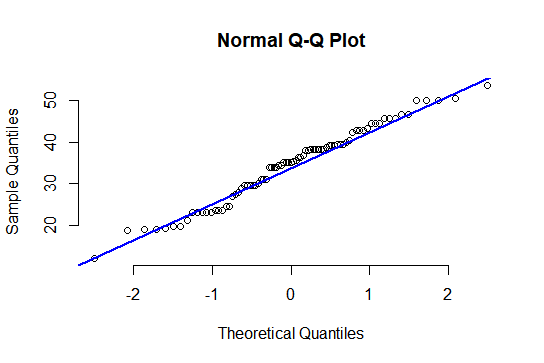 Normal Q-Q Plot
Sample Quantiles
50
40
30
20
-2 -1 0 1 2
Theoretical Quantiles